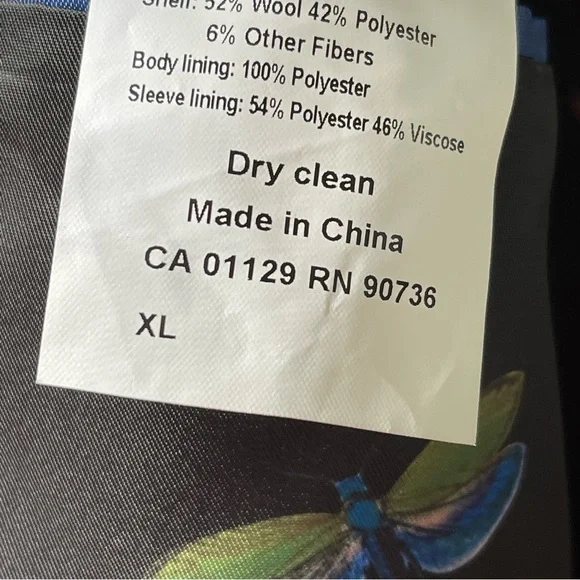 Shell: 52% Wool 42% Polyester
6% Other Fibers
Body lining: 100% Polyester
Sleeve lining: 54% Polyester 46% Viscose
Dry clean
Made in China
CA 01129 RN 90736
XL